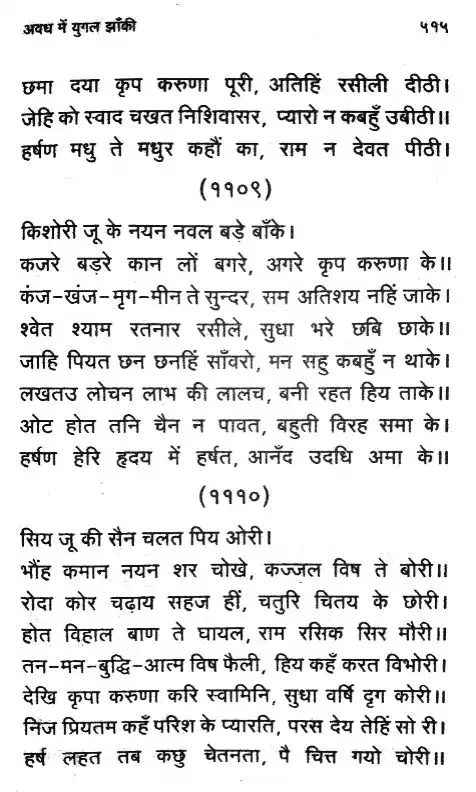 अवध में युगल झाँकी ५१५
छमा दया कृप करुणा पूरी, अतिहिं रसीली दीठी।
जेहि को स्वाद चखत निशिवासर, प्यारो न कबहुँ उबीठी॥
हर्षण मधु ते मधुर कहौं का, राम न देवत पीठी।
(११०९)
किशोरी जू के नयन नवल बड़े बाँके।
कजरे बड़रे कान लों बगरे, अगरे कृप करुणा के॥
कंज-खंज-मृग-मीन ते सुन्दर, सम अतिशय नहिं जाके।
श्वेत श्याम रतनार रसीले, सुधा भरे छबि छाके॥
जाहि पियत छन छनहिं साँवरो, मन सहु कबहुँ न थाके।
लखतउ लोचन लाभ की लालच, बनी रहत हिय ताके॥
ओट होत तनि चैन न पावत, बहुती विरह समा के।
हर्षण हेरि हृदय में हर्षत, आनँद उदधि अमा के॥
(१११०)
सिय जू की सैन चलत पिय ओरी।
भौंह कमान नयन शर चोखे, कज्जल विष ते बोरी॥
रोदा कोर चढ़ाय सहज हीं, चतुरि चितय के छोरी।
होत विहाल बाण ते घायल, राम रसिक सिर मौरी॥
तन-मन-बुद्धि-आत्म विष फैली, हिय कहँ करत विभोरी।
देखि कृपा करुणा करि स्वामिनि, सुधा वर्षि दृग कोरी॥
निज प्रियतम कहँ परिश के प्यारति, परस देय तेहिं सो री।
हर्ष लहत तब कछु चेतनता, पै चित्त गयो चोरी॥